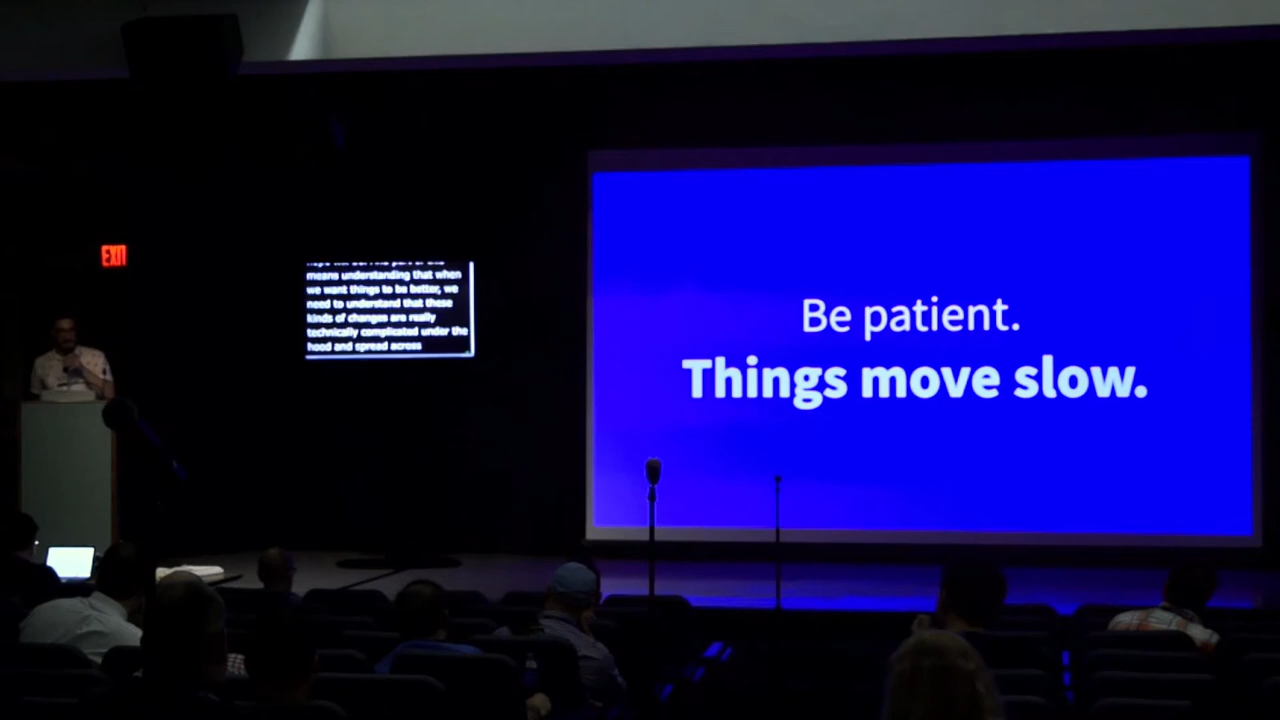 EXIT
means understanding that when
we want things to be better, we
need to understand that these
kinds of changes are really
technically complicated under the
hood and spread across
Be patient.
Things move slow.